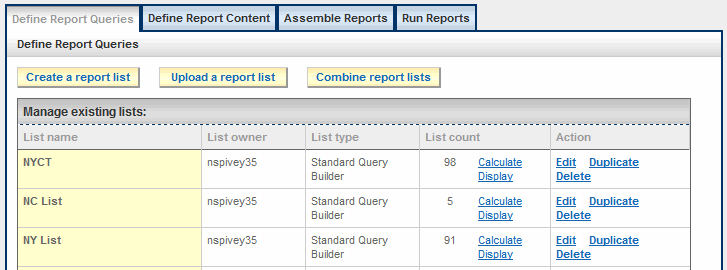 Define Report Queries Define Report Content Assemble Reports Run Reports
Define Report Queries
Create a report list Upload a report list Combine report lists
Manage existing lists:
List name List owner List type List count Action
NYCT nspivey35 Standard Query Builder 98 Calculate Display Edit Duplicate Delete
NC List nspivey35 Standard Query Builder 5 Calculate Display Edit Duplicate Delete
NY List nspivey35 Standard Query Builder 91 Calculate Display Edit Duplicate Delete